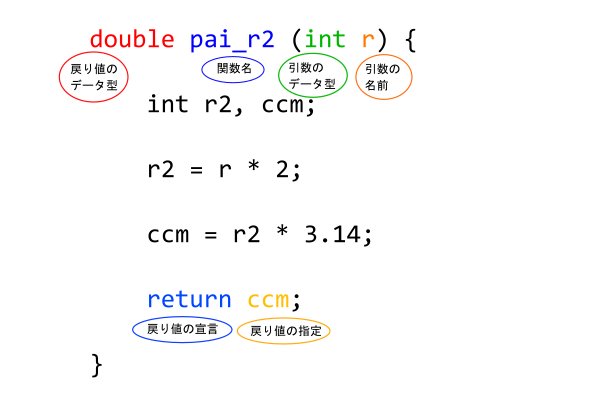 double pai_r2 (int r) {
戻り値の
データ型
関数名
引数の
データ型
引数の
名前
int r2, ccm;
r2 = r * 2;
ccm = r2 * 3.14;
return ccm;
戻り値の宣言
戻り値の指定
}